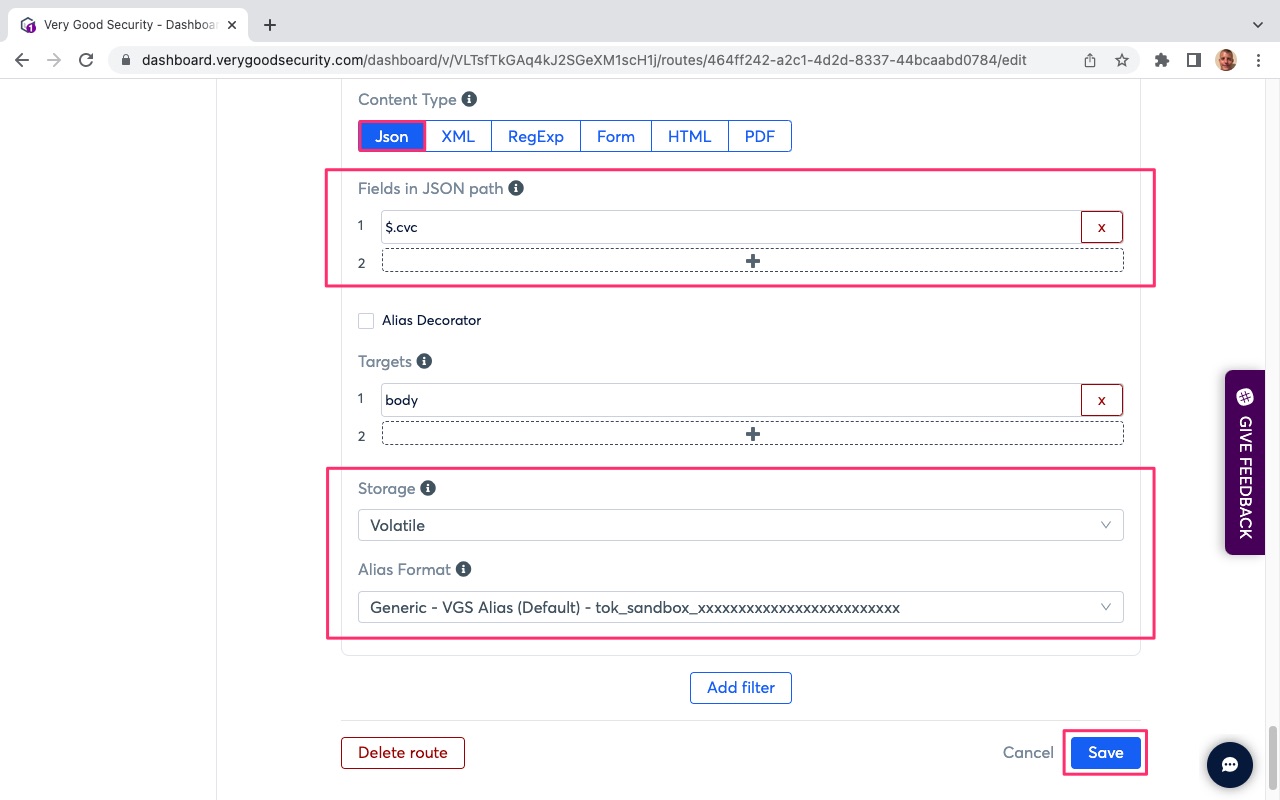 Very Good Security - Dashboar
dashboard.verygoodsecurity.com/dashboard/v/VLTsfTkGAq4kJ2SGeXM1scH1j/routes/464ff242-a2c1-4d2d-8337-44bcaabd0784/edit
Content Type
Json XML RegExp Form HTML PDF
Fields in JSON path
1 $.cvc x
2 +
Alias Decorator
Targets
1 body x
2 +
GIVE FEEDBACK
Storage
Volatile
Alias Format
Generic - VGS Alias (Default) - tok_sandbox_xxxxxxxxxxxxxxxxxxxxxxxxx
Add filter
Delete route Cancel Save